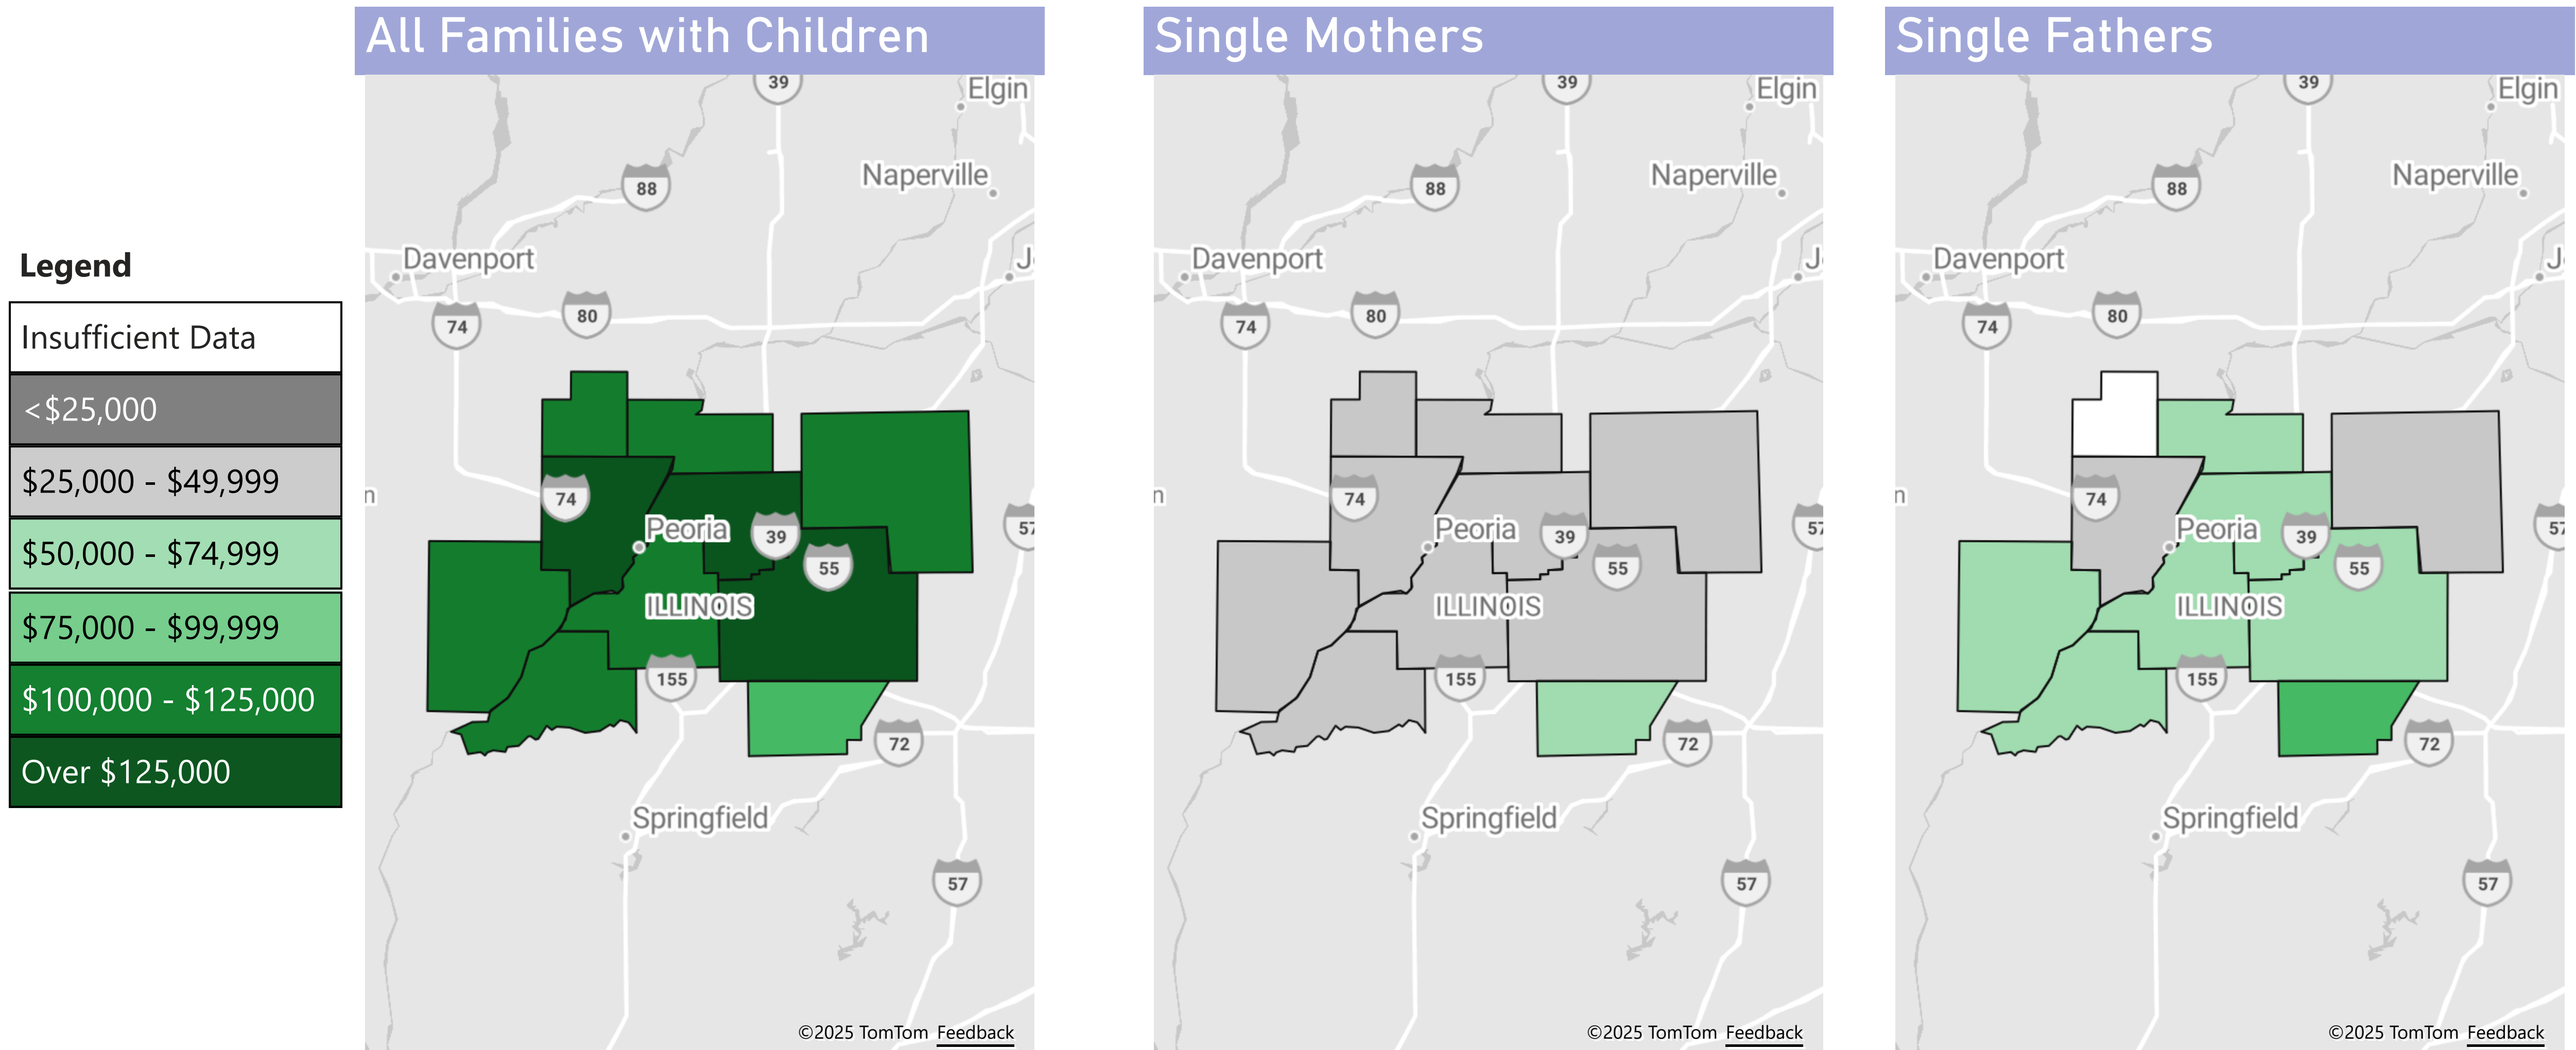 All Families with Children
Single Mothers
Single Fathers
Legend
Insufficient Data
<$25,000
$25,000 - $49,999
$50,000 - $74,999
$75,000 - $99,999
$100,000 - $125,000
Over $125,000
39
Elgin
88
Naperville
Davenport
74
80
74
Peoria
39
55
57
ILLINOIS
155
72
Springfield
57
©2025 TomTom Feedback
39
Elgin
88
Naperville
Davenport
74
80
74
Peoria
39
55
57
ILLINOIS
155
72
Springfield
57
©2025 TomTom Feedback
39
Elgin
88
Naperville
Davenport
74
80
74
Peoria
39
55
57
ILLINOIS
155
72
Springfield
57
©2025 TomTom Feedback